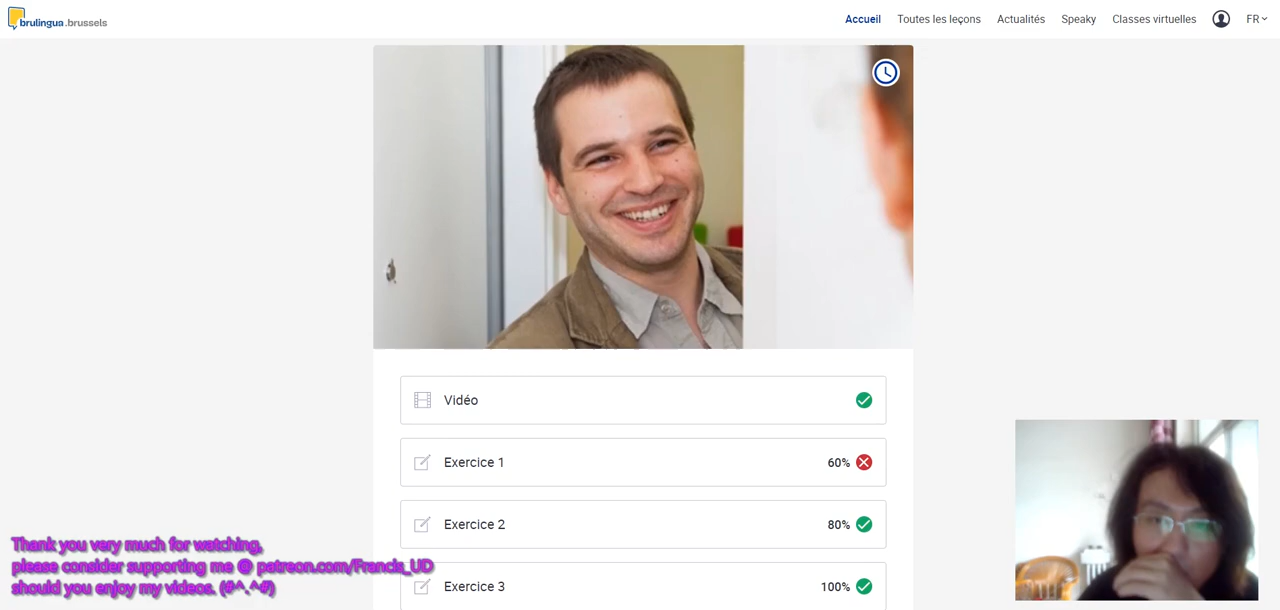 brulingua.brussels
Accueil
Toutes les leçons
Actualités
Speaky
Classes virtuelles
FR
Vidéo
Exercice 1
60%
Exercice 2
80%
Exercice 3
100%
Thank you very much for watching,
please consider supporting me @ patreon.com/Francis_UD
should you enjoy my videos. (#^.^#)